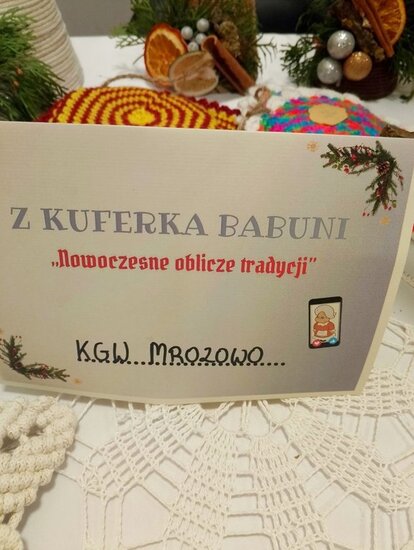 Z KUFERKA BABUNI
„Nowoczesne oblicze tradycji"
K.G.W...MROZOWO....